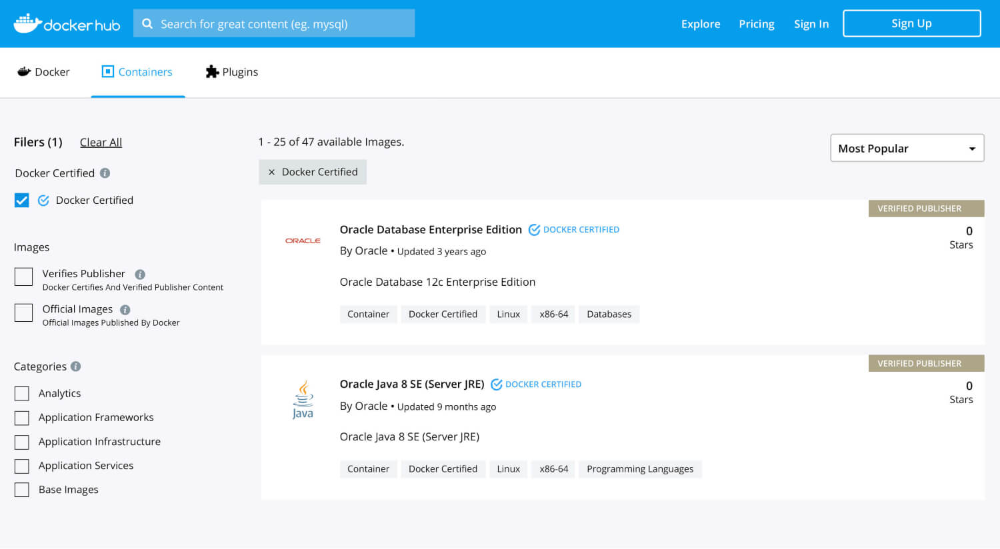 docker hub
Search for great content (eg. mysql)
Explore
Pricing
Sign In
Sign Up
Docker
Containers
Plugins
Filers (1)
Clear All
Docker Certified
Docker Certified
Images
Verifies Publisher
Docker Certifies And Verified Publisher Content
Official Images
Official Images Published By Docker
Categories
Analytics
Application Frameworks
Application Infrastructure
Application Services
Base Images
1 - 25 of 47 available Images.
Most Popular
× Docker Certified
VERIFIED PUBLISHER
ORACLE
Oracle Database Enterprise Edition
DOCKER CERTIFIED
By Oracle • Updated 3 years ago
0
Stars
Oracle Database 12c Enterprise Edition
Container
Docker Certified
Linux
x86-64
Databases
VERIFIED PUBLISHER
Java
Oracle Java 8 SE (Server JRE)
DOCKER CERTIFIED
By Oracle • Updated 9 months ago
0
Stars
Oracle Java 8 SE (Server JRE)
Container
Docker Certified
Linux
x86-64
Programming Languages